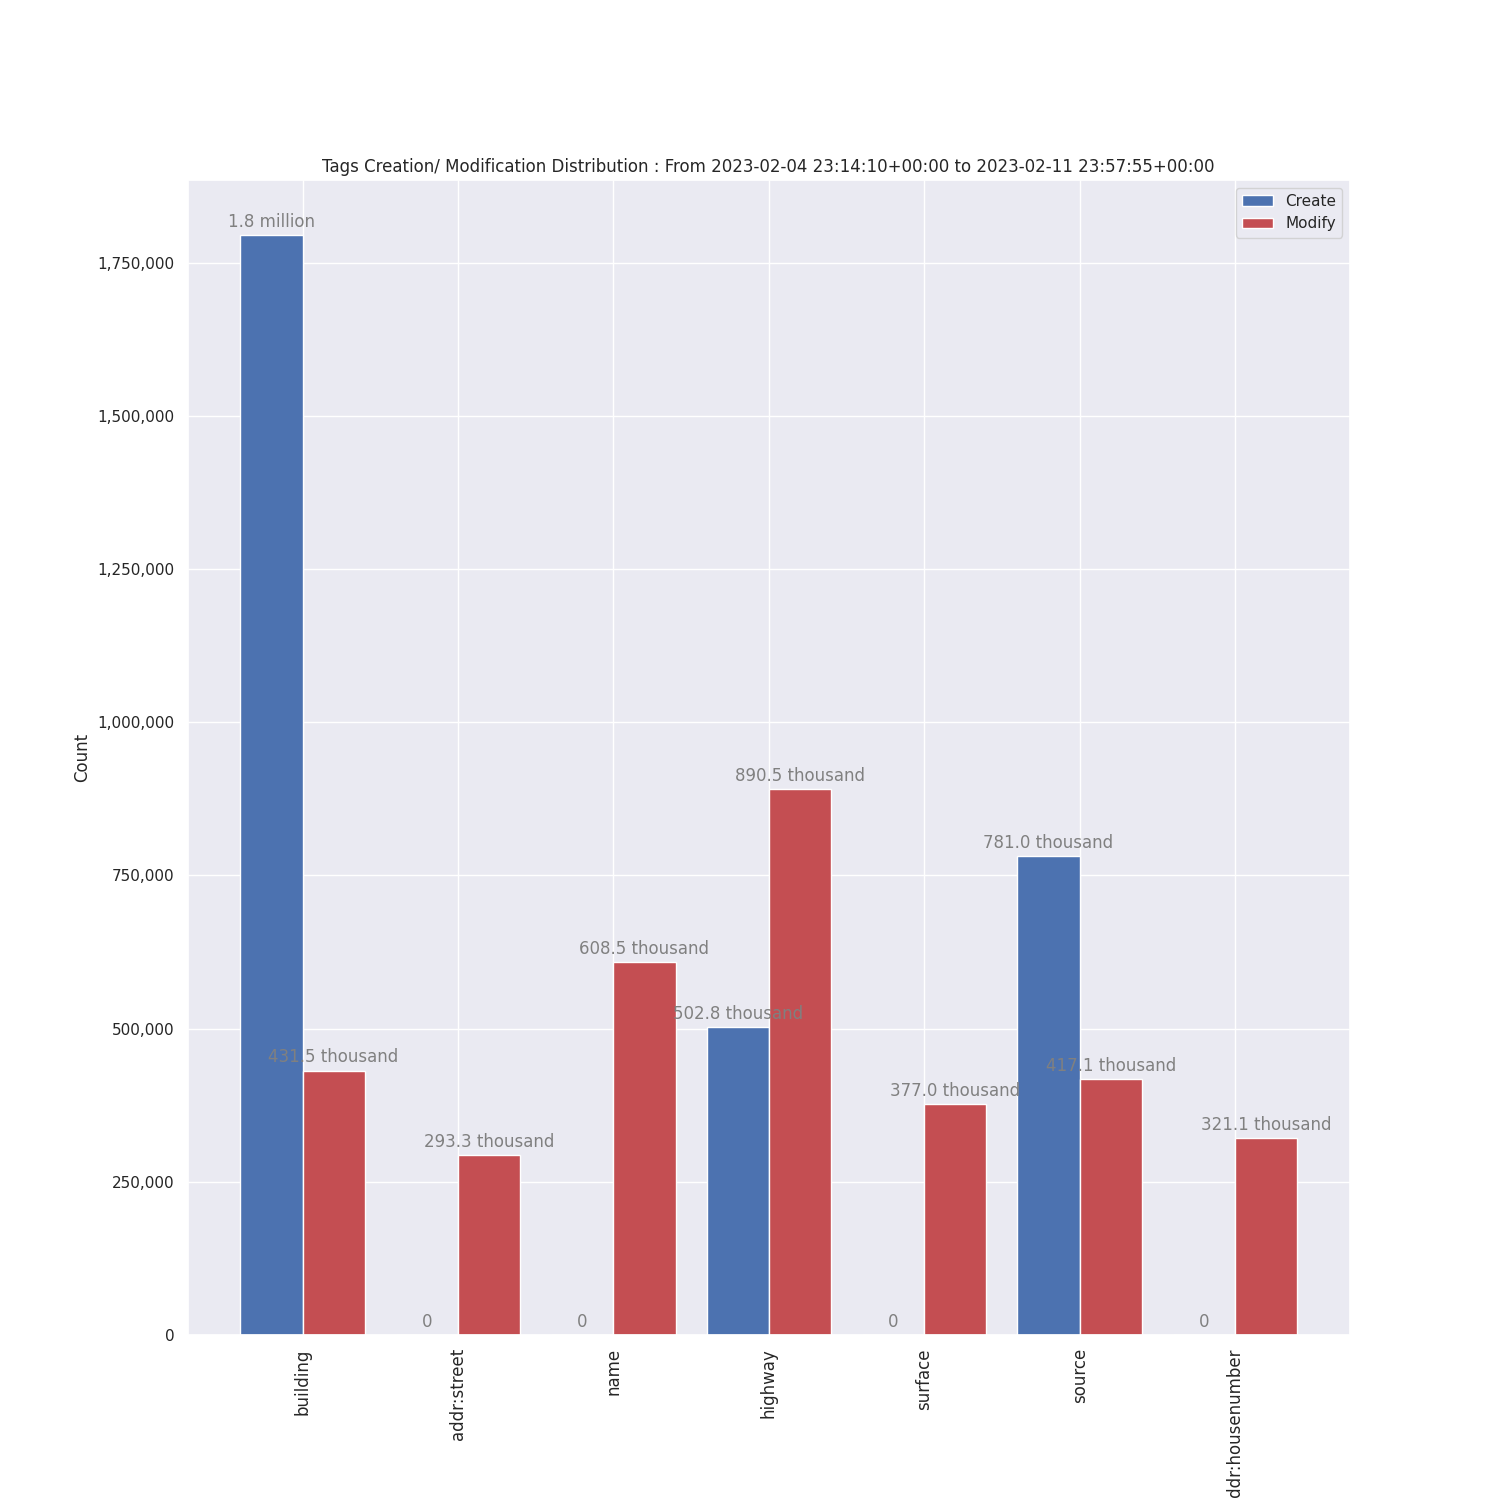 Tags Creation/ Modification Distribution : From 2023-02-04 23:14:10+00:00 to 2023-02-11 23:57:55+00:00
Create
Modify
1.8 million
1,750,000
1,500,000
1,250,000
1,000,000
Count
890.5 thousand
781.0 thousand
750,000
608.5 thousand
502.8 thousand
500,000
431.5 thousand
417.1 thousand
377.0 thousand
293.3 thousand
321.1 thousand
250,000
0
0
0
0
0
building
addr:street
name
highway
surface
source
ddr:housenumber